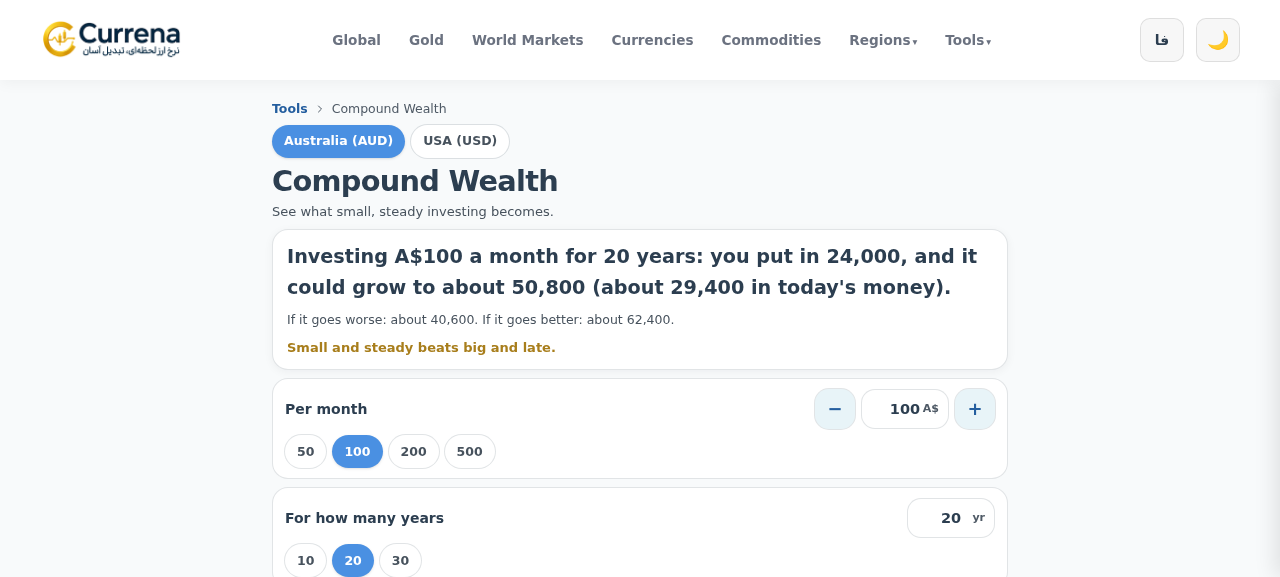 Currena
نرخ ارز لحظه‌ای، تبدیل آسان
Global Gold World Markets Currencies Commodities Regions▾ Tools▾
فا
Tools › Compound Wealth
Australia (AUD) USA (USD)
Compound Wealth
See what small, steady investing becomes.
Investing A$100 a month for 20 years: you put in 24,000, and it
could grow to about 50,800 (about 29,400 in today's money).
If it goes worse: about 40,600. If it goes better: about 62,400.
Small and steady beats big and late.
Per month − 100 A$ +
50 100 200 500
For how many years 20 yr
10 20 30